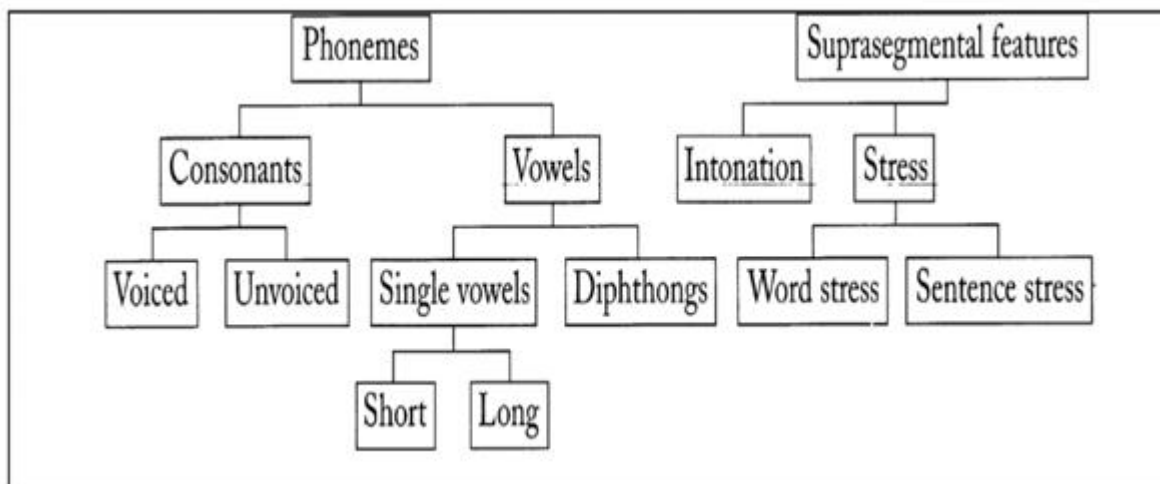 Phonemes
Suprasegmental features
Consonants
Vowels
Intonation
Stress
Voiced
Unvoiced
Single vowels
Diphthongs
Word stress
Sentence stress
Short
Long